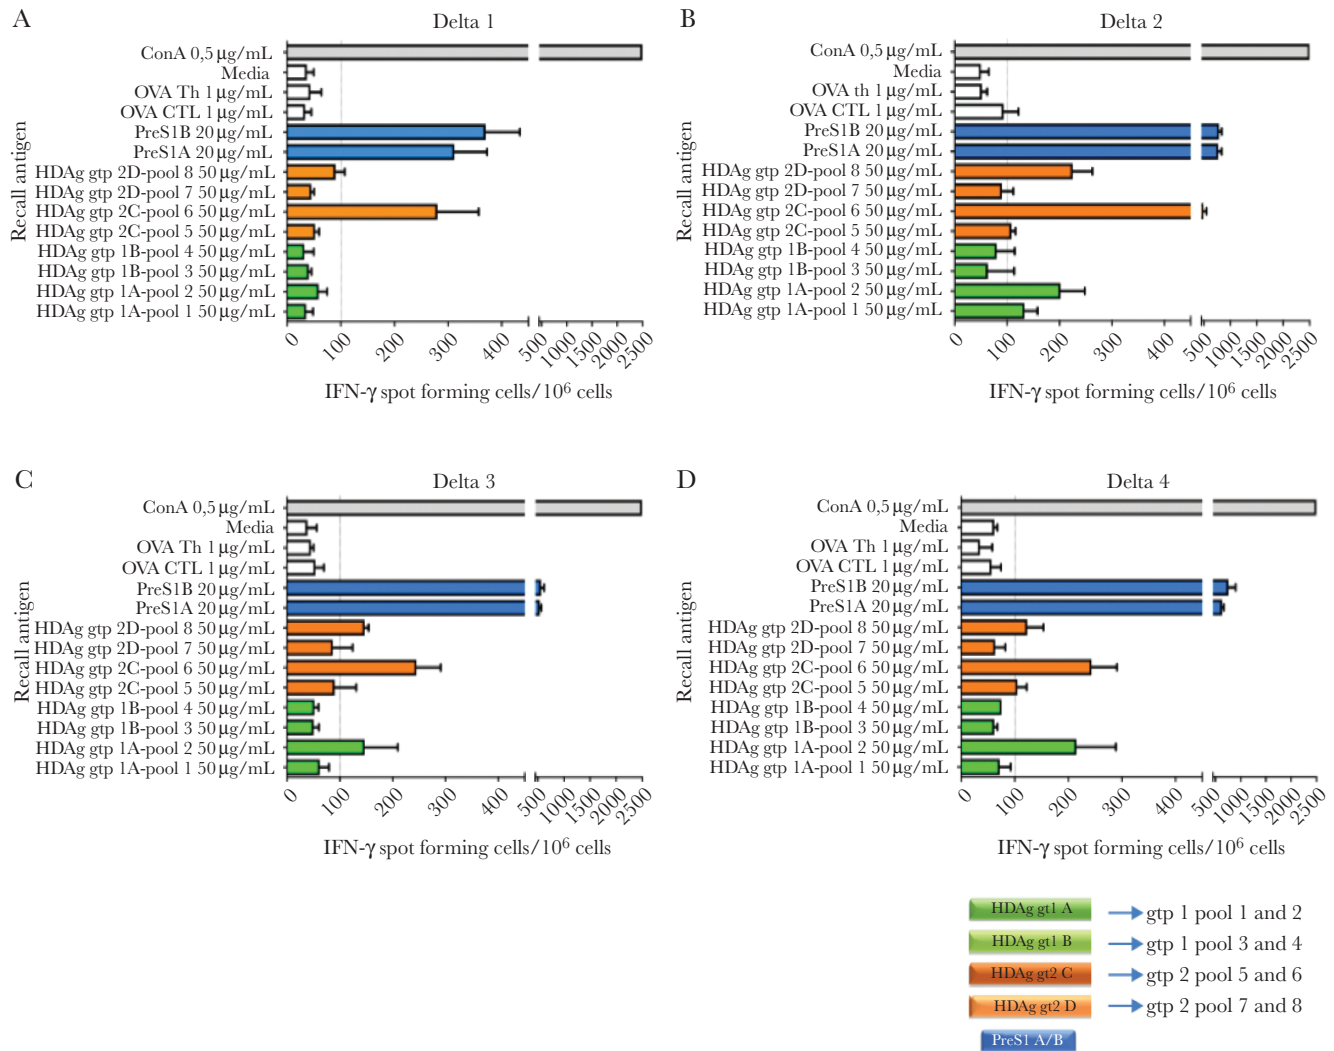 A
Delta 1
Recall antigen
ConA 0,5 µg/mL
Media
OVA Th 1 µg/mL
OVA CTL 1 µg/mL
PreS1B 20 µg/mL
PreS1A 20 µg/mL
HDAg gtp 2D-pool 8 50 µg/mL
HDAg gtp 2D-pool 7 50 µg/mL
HDAg gtp 2C-pool 6 50 µg/mL
HDAg gtp 2C-pool 5 50 µg/mL
HDAg gtp 1B-pool 4 50 µg/mL
HDAg gtp 1B-pool 3 50 µg/mL
HDAg gtp 1A-pool 2 50 µg/mL
HDAg gtp 1A-pool 1 50 µg/mL
0 100 200 300 400 500 1000 1500 2000 2500
IFN-γ spot forming cells/10⁶ cells
B
Delta 2
Recall antigen
ConA 0,5 µg/mL
Media
OVA th 1 µg/mL
OVA CTL 1 µg/mL
PreS1B 20 µg/mL
PreS1A 20 µg/mL
HDAg gtp 2D-pool 8 50 µg/mL
HDAg gtp 2D-pool 7 50 µg/mL
HDAg gtp 2C-pool 6 50 µg/mL
HDAg gtp 2C-pool 5 50 µg/mL
HDAg gtp 1B-pool 4 50 µg/mL
HDAg gtp 1B-pool 3 50 µg/mL
HDAg gtp 1A-pool 2 50 µg/mL
HDAg gtp 1A-pool 1 50 µg/mL
0 100 200 300 400 500 1000 1500 2000 2500
IFN-γ spot forming cells/10⁶ cells
C
Delta 3
Recall antigen
ConA 0,5 µg/mL
Media
OVA Th 1 µg/mL
OVA CTL 1 µg/mL
PreS1B 20 µg/mL
PreS1A 20 µg/mL
HDAg gtp 2D-pool 8 50 µg/mL
HDAg gtp 2D-pool 7 50 µg/mL
HDAg gtp 2C-pool 6 50 µg/mL
HDAg gtp 2C-pool 5 50 µg/mL
HDAg gtp 1B-pool 4 50 µg/mL
HDAg gtp 1B-pool 3 50 µg/mL
HDAg gtp 1A-pool 2 50 µg/mL
HDAg gtp 1A-pool 1 50 µg/mL
0 100 200 300 400 500 1000 1500 2000 2500
IFN-γ spot forming cells/10⁶ cells
D
Delta 4
Recall antigen
ConA 0,5 µg/mL
Media
OVA Th 1 µg/mL
OVA CTL 1 µg/mL
PreS1B 20 µg/mL
PreS1A 20 µg/mL
HDAg gtp 2D-pool 8 50 µg/mL
HDAg gtp 2D-pool 7 50 µg/mL
HDAg gtp 2C-pool 6 50 µg/mL
HDAg gtp 2C-pool 5 50 µg/mL
HDAg gtp 1B-pool 4 50 µg/mL
HDAg gtp 1B-pool 3 50 µg/mL
HDAg gtp 1A-pool 2 50 µg/mL
HDAg gtp 1A-pool 1 50 µg/mL
0 100 200 300 400 500 1000 1500 2000 2500
IFN-γ spot forming cells/10⁶ cells
HDAg gt1 A gtp 1 pool 1 and 2
HDAg gt1 B gtp 1 pool 3 and 4
HDAg gt2 C gtp 2 pool 5 and 6
HDAg gt2 D gtp 2 pool 7 and 8
PreS1 A/B